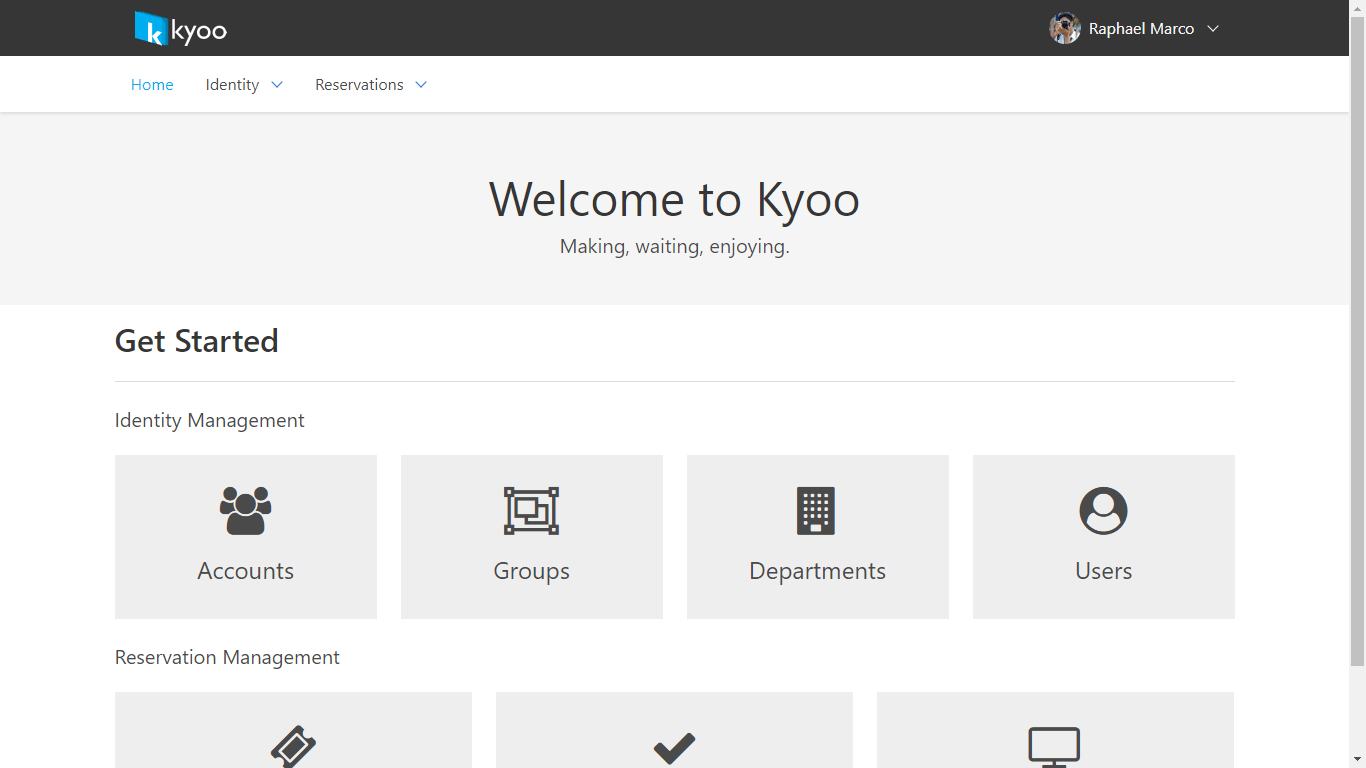 kyoo
Raphael Marco
Home Identity Reservations
Welcome to Kyoo
Making, waiting, enjoying.
Get Started
Identity Management
Accounts Groups Departments Users
Reservation Management